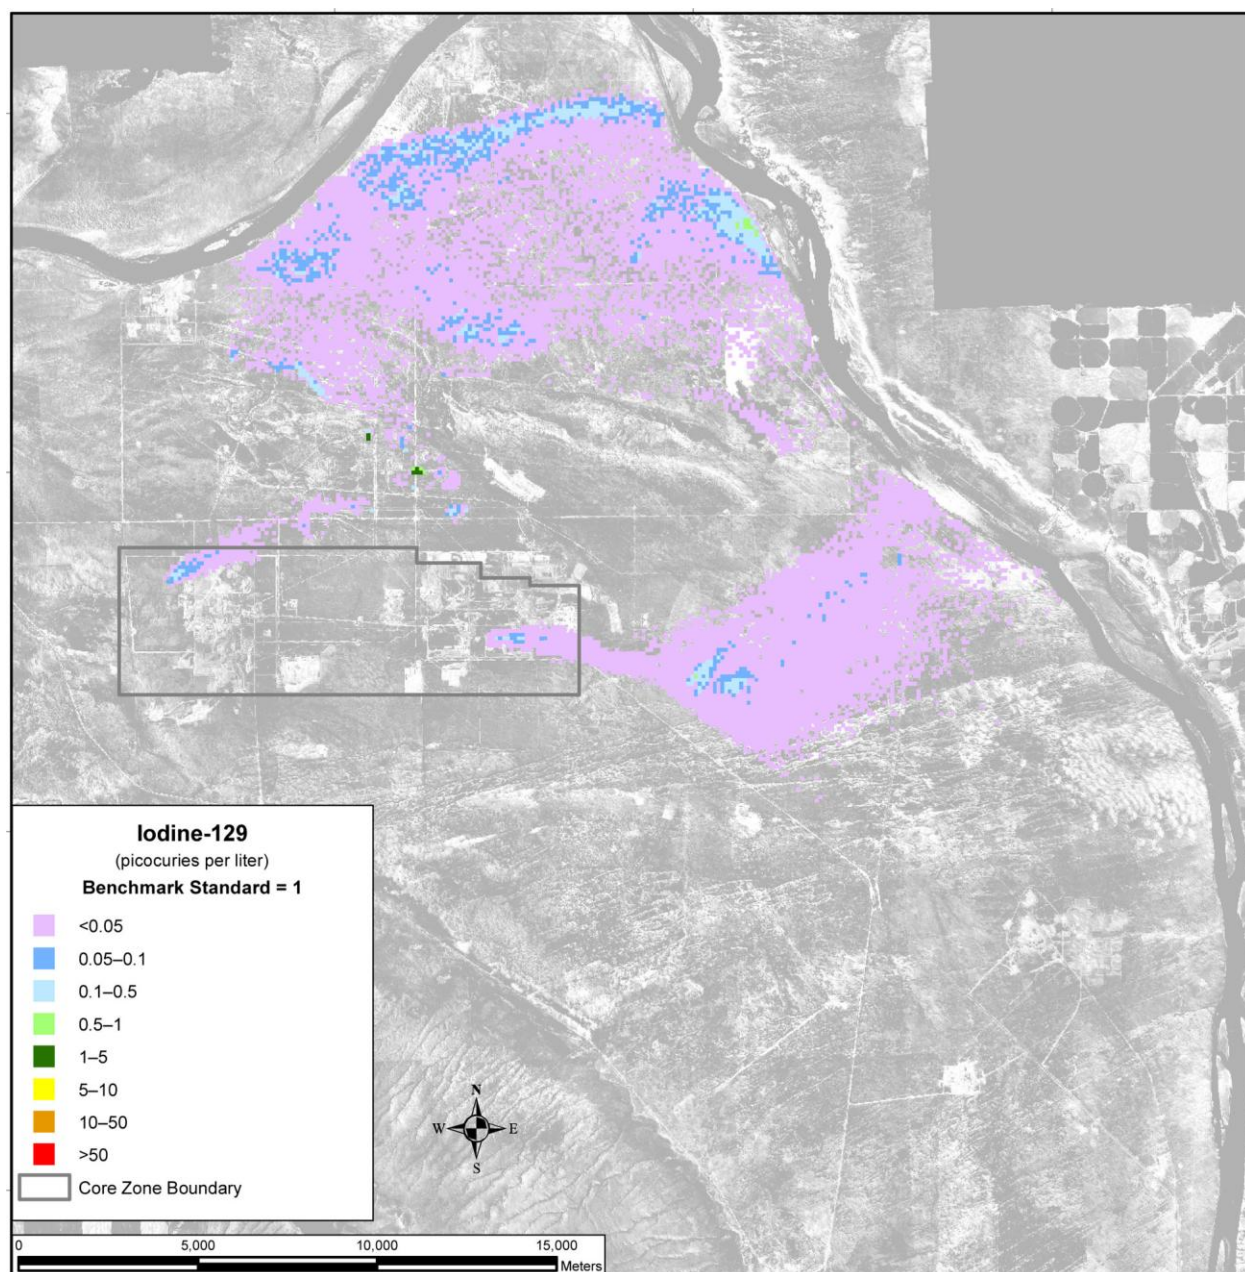 Iodine-129
(picocuries per liter)
Benchmark Standard = 1
<0.05
0.05–0.1
0.1–0.5
0.5–1
1–5
5–10
10–50
>50
Core Zone Boundary
N
W E
S
0 5,000 10,000 15,000
Meters